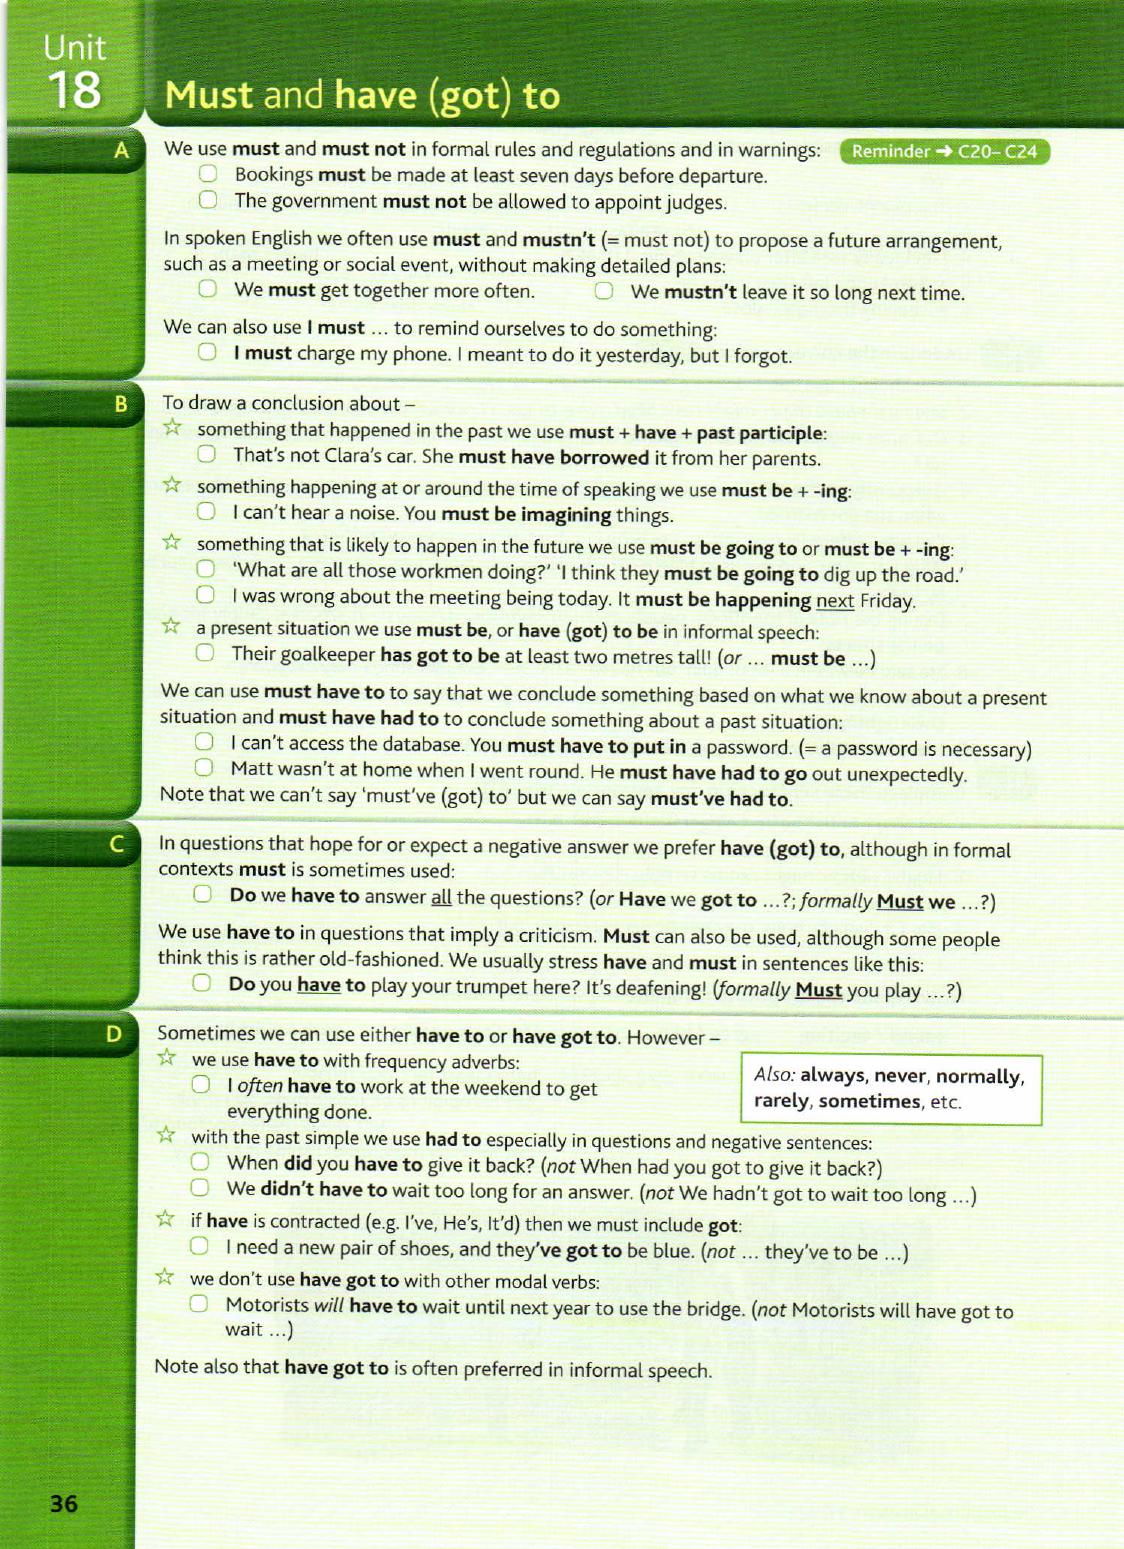 Unit
18
Must and have (got) to
A
We use must and must not in formal rules and regulations and in warnings:
Reminder ➔ C20–C24
Bookings must be made at least seven days before departure.
The government must not be allowed to appoint judges.
In spoken English we often use must and mustn't (= must not) to propose a future arrangement,
such as a meeting or social event, without making detailed plans:
We must get together more often.
We mustn't leave it so long next time.
We can also use I must … to remind ourselves to do something:
I must charge my phone. I meant to do it yesterday, but I forgot.
B
To draw a conclusion about –
☆ something that happened in the past we use must + have + past participle:
That's not Clara's car. She must have borrowed it from her parents.
☆ something happening at or around the time of speaking we use must be + -ing:
I can't hear a noise. You must be imagining things.
☆ something that is likely to happen in the future we use must be going to or must be + -ing:
'What are all those workmen doing?' 'I think they must be going to dig up the road.'
I was wrong about the meeting being today. It must be happening next Friday.
☆ a present situation we use must be, or have (got) to be in informal speech:
Their goalkeeper has got to be at least two metres tall! (or … must be …)
We can use must have to to say that we conclude something based on what we know about a present
situation and must have had to to conclude something about a past situation:
I can't access the database. You must have to put in a password. (= a password is necessary)
Matt wasn't at home when I went round. He must have had to go out unexpectedly.
Note that we can't say 'must've (got) to' but we can say must've had to.
C
In questions that hope for or expect a negative answer we prefer have (got) to, although in formal
contexts must is sometimes used:
Do we have to answer all the questions? (or Have we got to …?; formally Must we …?)
We use have to in questions that imply a criticism. Must can also be used, although some people
think this is rather old-fashioned. We usually stress have and must in sentences like this:
Do you have to play your trumpet here? It's deafening! (formally Must you play …?)
D
Sometimes we can use either have to or have got to. However –
☆ we use have to with frequency adverbs:
I often have to work at the weekend to get
everything done.
Also: always, never, normally,
rarely, sometimes, etc.
☆ with the past simple we use had to especially in questions and negative sentences:
When did you have to give it back? (not When had you got to give it back?)
We didn't have to wait too long for an answer. (not We hadn't got to wait too long …)
☆ if have is contracted (e.g. I've, He's, It'd) then we must include got:
I need a new pair of shoes, and they've got to be blue. (not … they've to be …)
☆ we don't use have got to with other modal verbs:
Motorists will have to wait until next year to use the bridge. (not Motorists will have got to
wait …)
Note also that have got to is often preferred in informal speech.
36